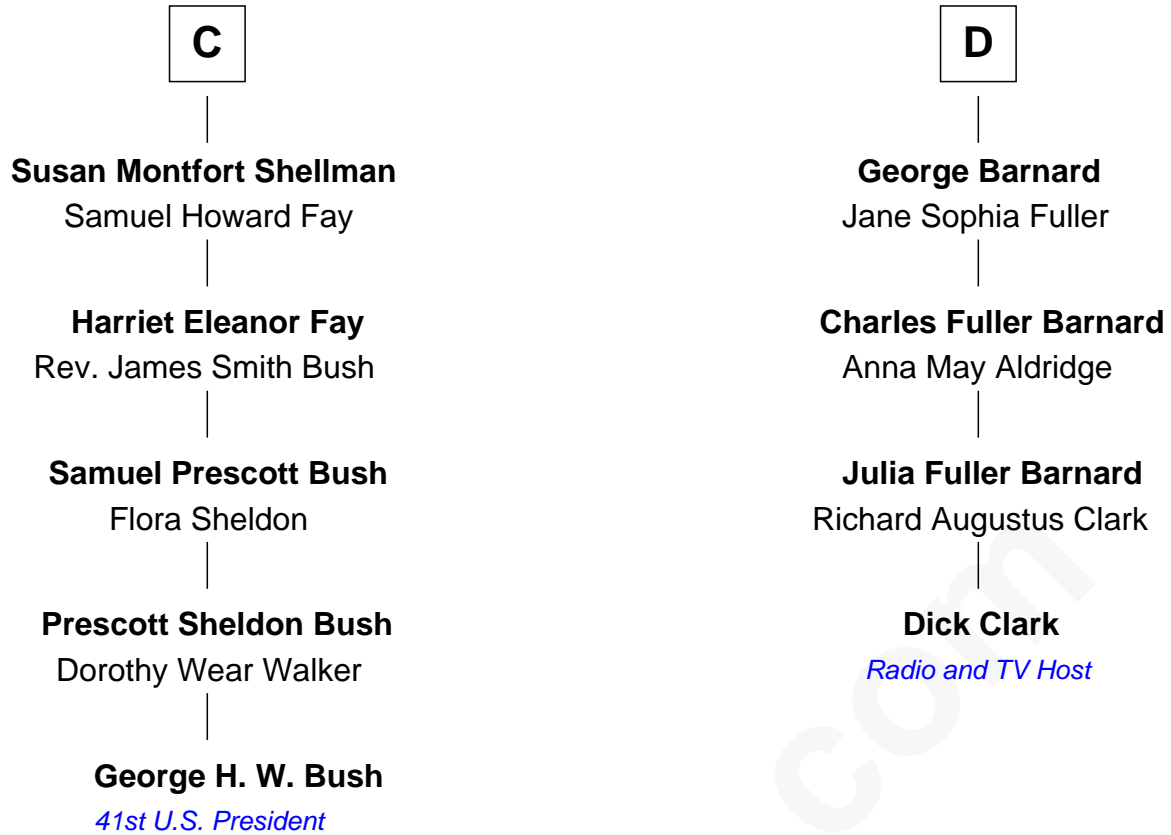 C
Susan Montfort Shellman
Samuel Howard Fay
Harriet Eleanor Fay
Rev. James Smith Bush
Samuel Prescott Bush
Flora Sheldon
Prescott Sheldon Bush
Dorothy Wear Walker
George H. W. Bush
41st U.S. President
D
George Barnard
Jane Sophia Fuller
Charles Fuller Barnard
Anna May Aldridge
Julia Fuller Barnard
Richard Augustus Clark
Dick Clark
Radio and TV Host
com